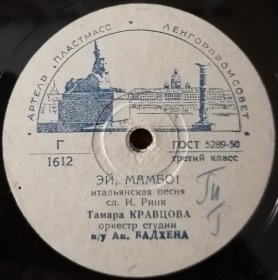 АРТЕЛЬ „ПЛАСТМАСС" ЛЕНГОРПРОМСОВЕТ
Г
1612
ГОСТ 5289-50
третий класс
ЭЙ, МАМБО!
итальянская песня
сл. И. Ринк
Тамара КРАВЦОВА
оркестр студии
п/у Ан. БАДХЕНА